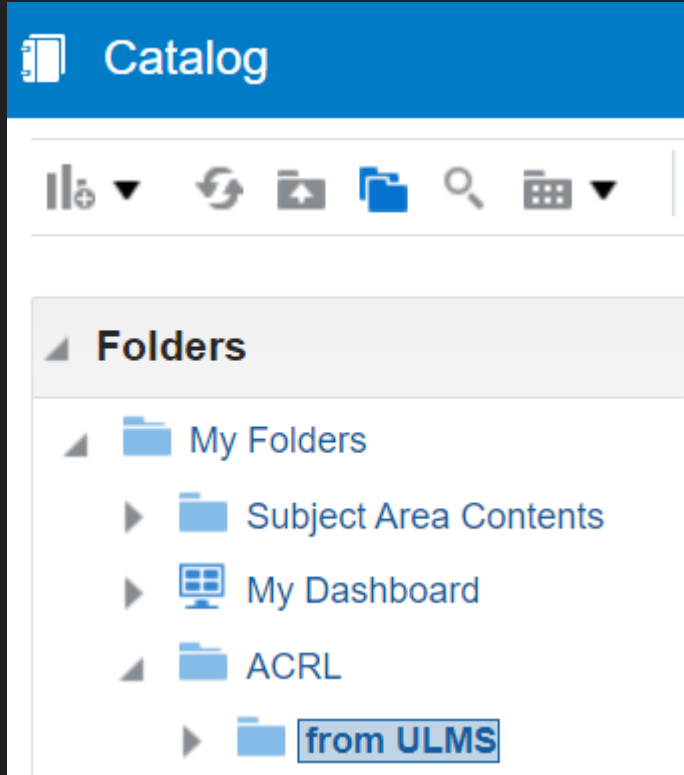 Catalog
Folders
My Folders
Subject Area Contents
My Dashboard
ACRL
from ULMS